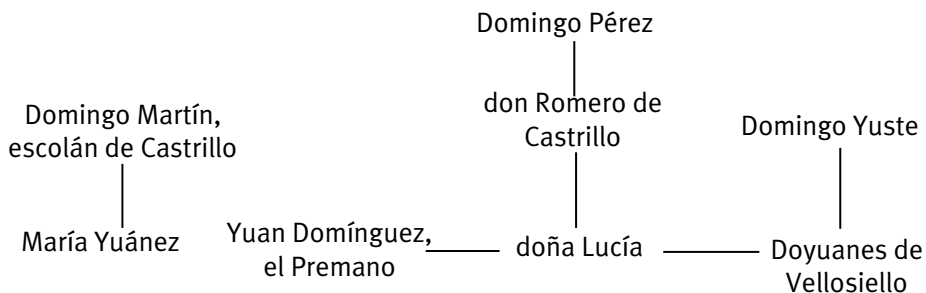 Domingo Pérez
don Romero de
Castrillo
Domingo Martín,
escolán de Castrillo
Domingo Yuste
María Yuánez
Yuan Domínguez,
el Premano
doña Lucía
Doyuanes de
Vellosiello